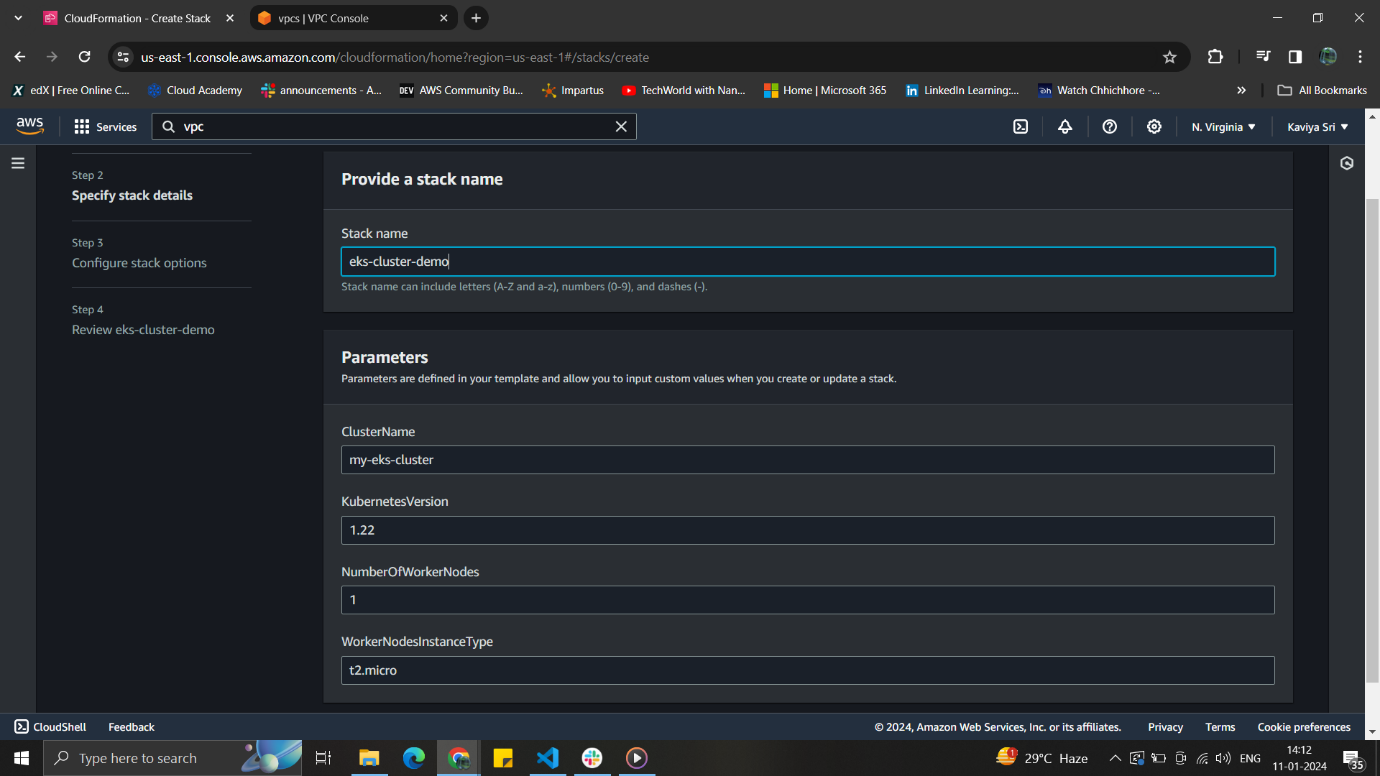 CloudFormation - Create Stack
vpcs | VPC Console
us-east-1.console.aws.amazon.com/cloudformation/home?region=us-east-1#/stacks/create
edX | Free Online C...
Cloud Academy
announcements - A...
DEV AWS Community Bu...
Impartus
TechWorld with Nan...
Home | Microsoft 365
LinkedIn Learning:...
Watch Chhichhore -...
All Bookmarks
aws
Services
vpc
N. Virginia
Kaviya Sri
Step 2
Specify stack details
Step 3
Configure stack options
Step 4
Review eks-cluster-demo
Provide a stack name
Stack name
eks-cluster-demo
Stack name can include letters (A-Z and a-z), numbers (0-9), and dashes (-).
Parameters
Parameters are defined in your template and allow you to input custom values when you create or update a stack.
ClusterName
my-eks-cluster
KubernetesVersion
1.22
NumberOfWorkerNodes
1
WorkerNodesInstanceType
t2.micro
CloudShell
Feedback
© 2024, Amazon Web Services, Inc. or its affiliates.
Privacy
Terms
Cookie preferences
Type here to search
1
29°C Haze
ENG
14:12
11-01-2024
35